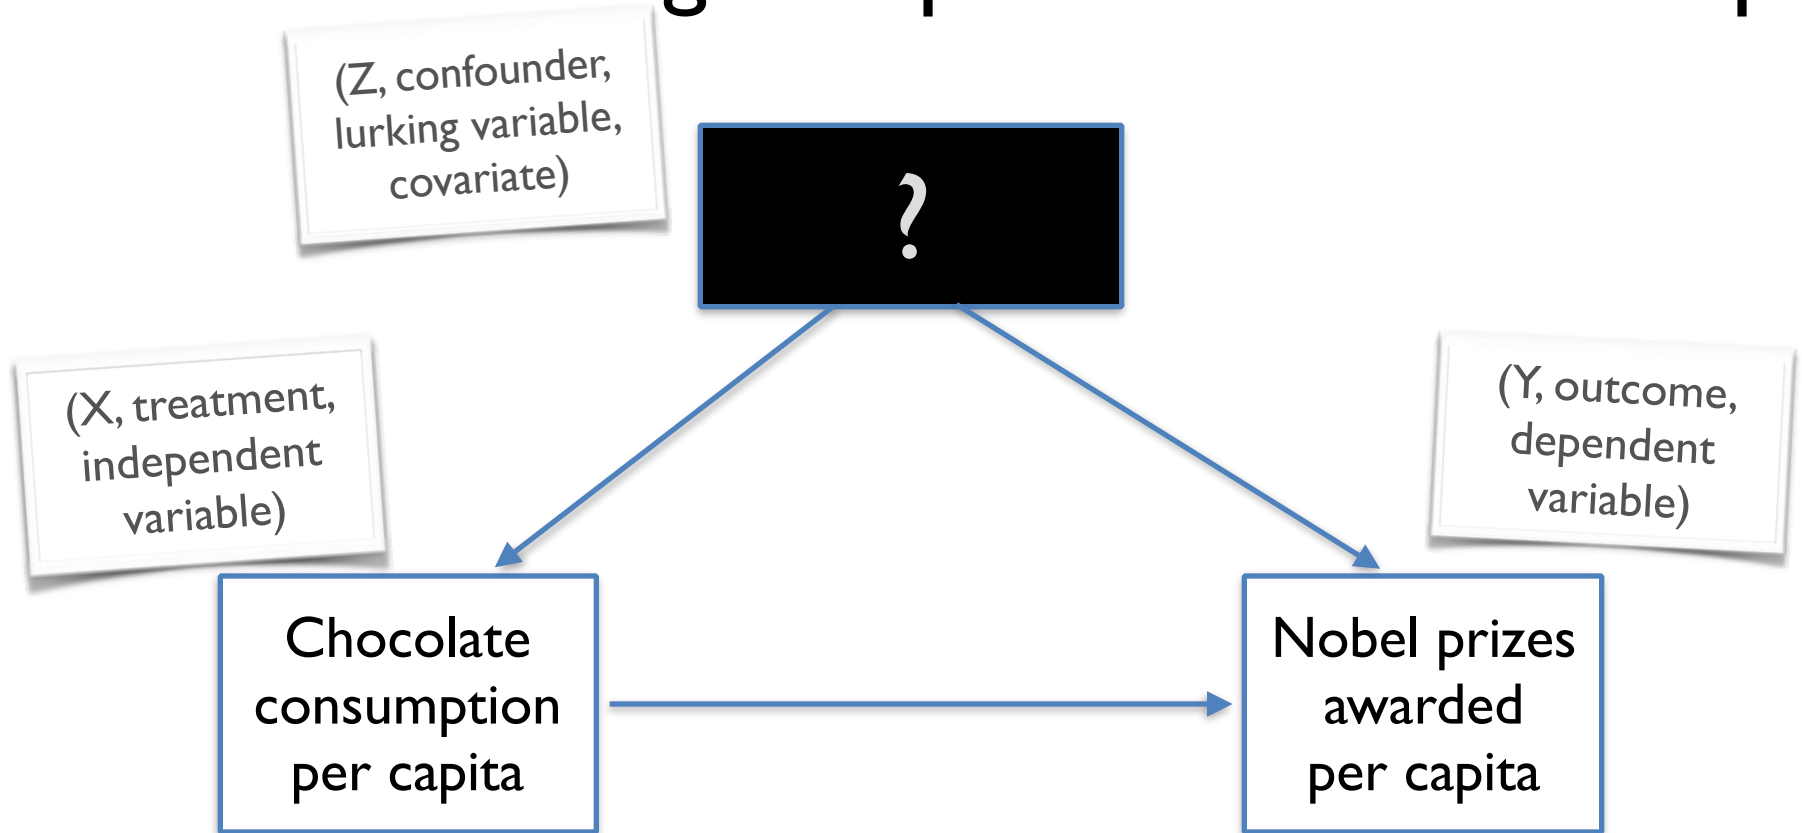 (Z, confounder,
lurking variable,
covariate)
?
(X, treatment,
independent
variable)
(Y, outcome,
dependent
variable)
Chocolate
consumption
per capita
Nobel prizes
awarded
per capita